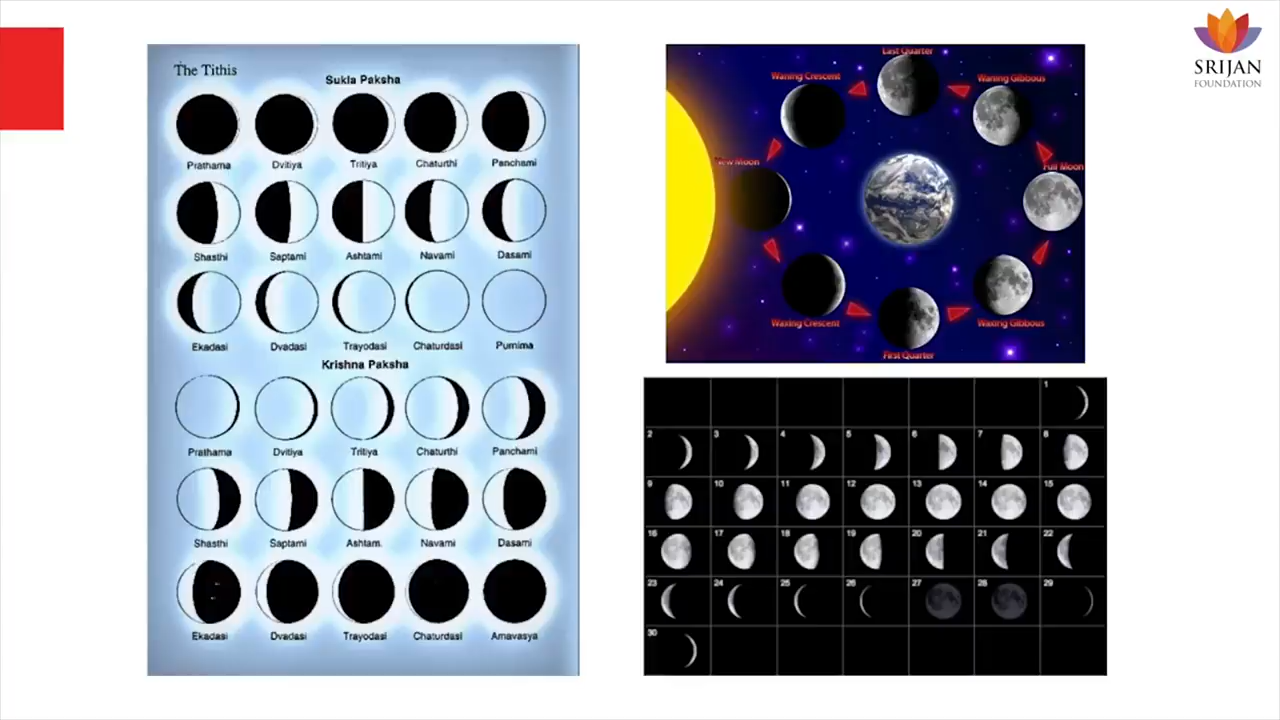 The Tithis
Sukla Paksha
Prathama Dvitiya Tritiya Chaturthi Panchami
Shasthi Saptami Ashtami Navami Dasami
Ekadasi Dvadasi Trayodasi Chaturdasi Purnima
Krishna Paksha
Prathama Dvitiya Tritiya Chaturthi Panchami
Shasthi Saptami Ashtam. Navami Dasami
Ekadasi Dvadasi Trayodasi Chaturdasi Amavasya
Last Quarter
Waning Crescent
Waning Gibbous
New Moon
Full Moon
Waxing Crescent
Waxing Gibbous
First Quarter
1
2 3 4 5 6 7 8
9 10 11 12 13 14 15
16 17 18 19 20 21 22
23 24 25 26 27 28 29
30
SRIJAN
FOUNDATION